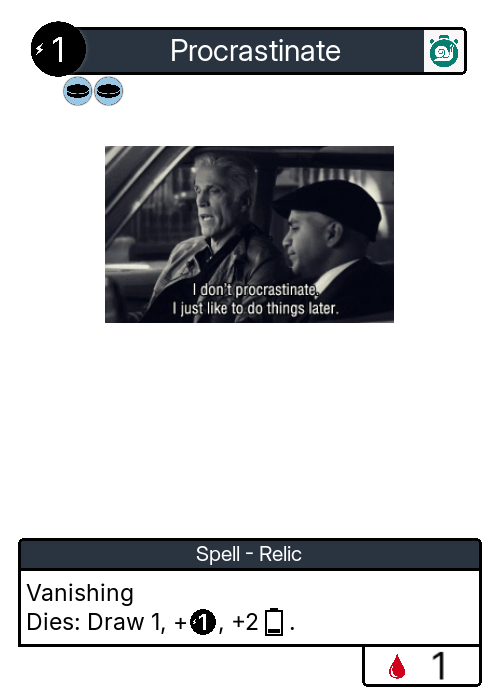 1
Procrastinate
I don't procrastinate.
I just like to do things later.
Spell - Relic
Vanishing
Dies: Draw 1, +1, +2 .
1